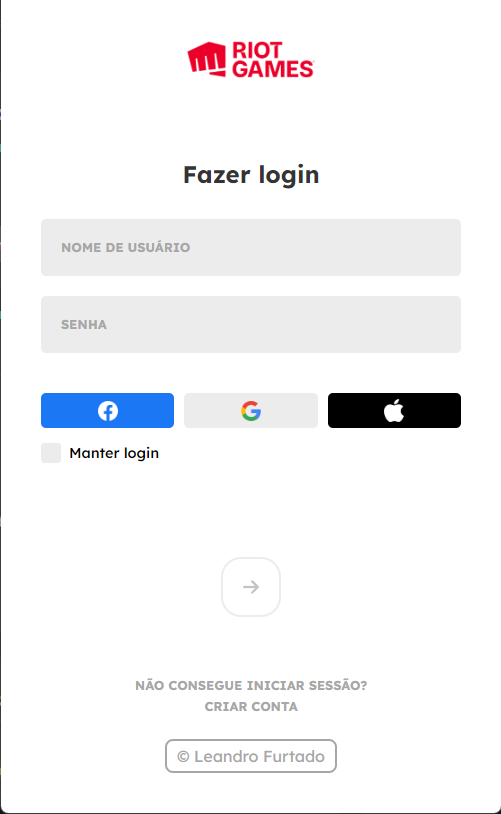 RIOT
GAMES
Fazer login
NOME DE USUÁRIO
SENHA
Manter login
NÃO CONSEGUE INICIAR SESSÃO?
CRIAR CONTA
© Leandro Furtado